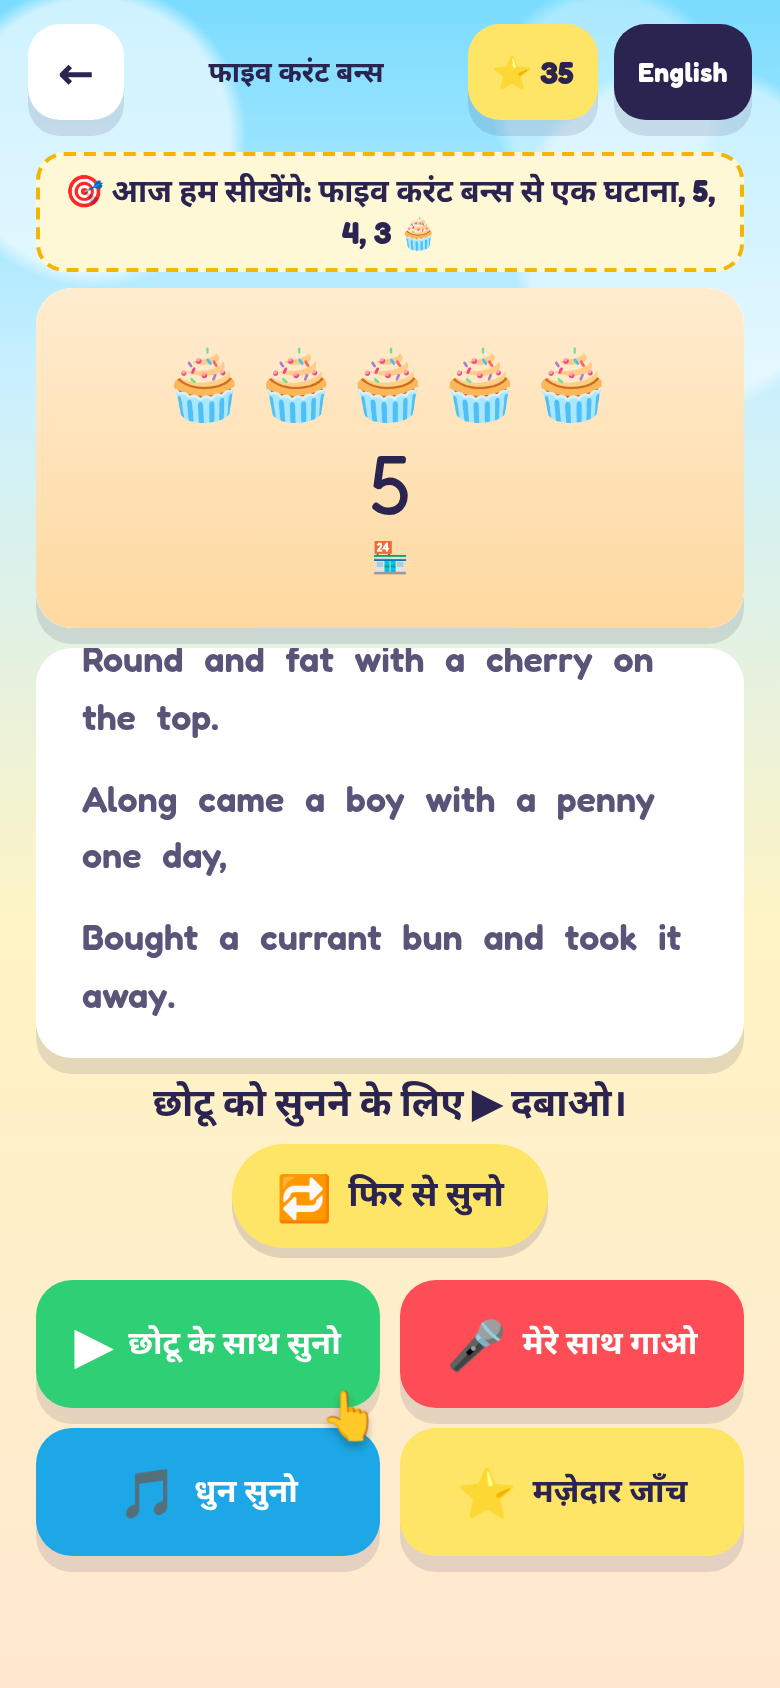 ←
फाइव करंट बन्स
35
English
आज हम सीखेंगे: फाइव करंट बन्स से एक घटाना, 5,
4, 3
5
24
Round and fat with a cherry on
the top.
Along came a boy with a penny
one day,
Bought a currant bun and took it
away.
छोटू को सुनने के लिए ▶ दबाओ।
फिर से सुनो
▶ छोटू के साथ सुनो
मेरे साथ गाओ
धुन सुनो
मज़ेदार जाँच